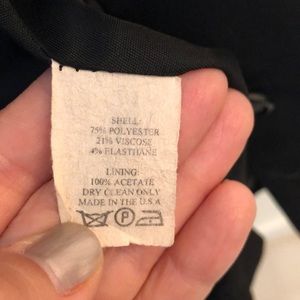 SHELL:
75% POLYESTER
21% VISCOSE
4% ELASTHANE
LINING:
100% ACETATE
DRY CLEAN ONLY
MADE IN THE U.S.A
P